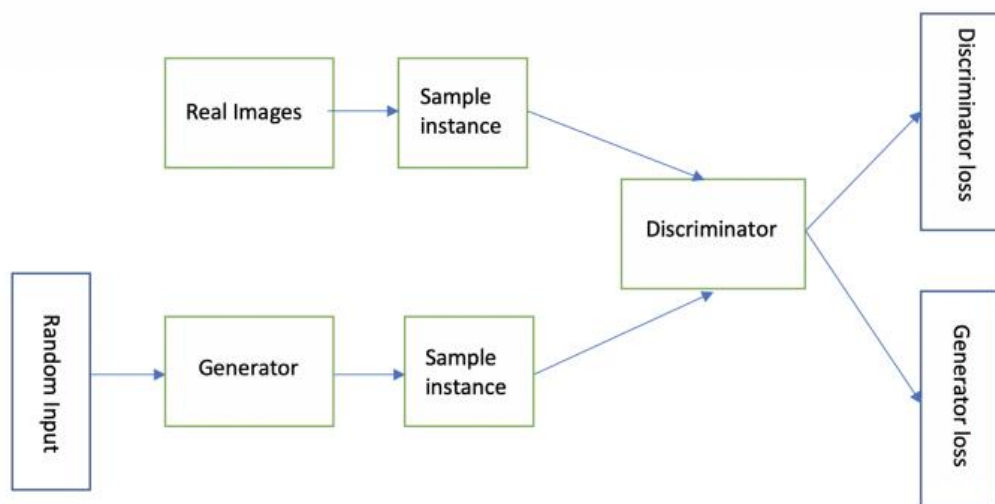 Real Images
Sample
instance
Discriminator loss
Discriminator
Random Input
Generator
Sample
instance
Generator loss